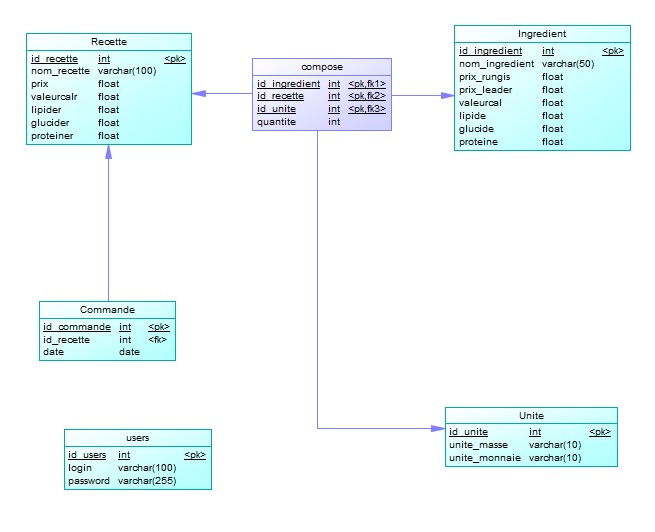 Recette
id_recette int <pk>
nom_recette varchar(100)
prix float
valeurcalr float
lipider float
glucider float
proteiner float
compose
id_ingredient int <pk,fk1>
id_recette int <pk,fk2>
id_unite int <pk,fk3>
quantite int
Ingredient
id_ingredient int <pk>
nom_ingredient varchar(50)
prix_rungis float
prix_leader float
valeurcal float
lipide float
glucide float
proteine float
Commande
id_commande int <pk>
id_recette int <fk>
date date
users
id_users int <pk>
login varchar(100)
password varchar(255)
Unite
id_unite int <pk>
unite_masse varchar(10)
unite_monnaie varchar(10)